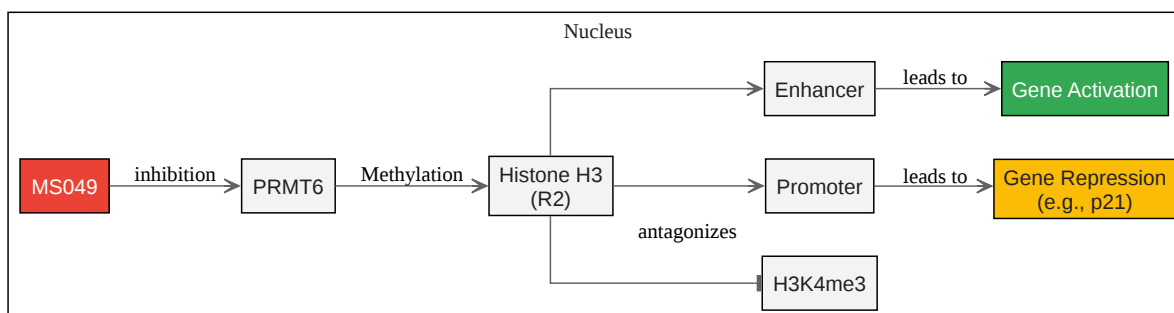 Nucleus
Enhancer
leads to
Gene Activation
MS049
inhibition
PRMT6
Methylation
Histone H3
(R2)
Promoter
leads to
Gene Repression
(e.g., p21)
antagonizes
H3K4me3